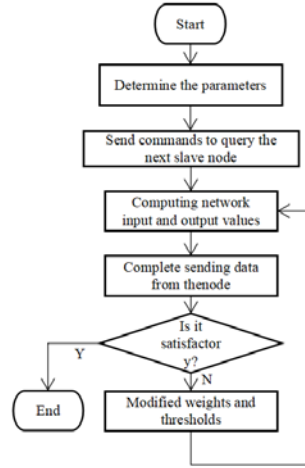 Start
Determine the parameters
Send commands to query the
next slave node
Computing network
input and output values
Complete sending data
from thenode
Is it
satisfactor
y?
Y
N
End
Modified weights and
thresholds